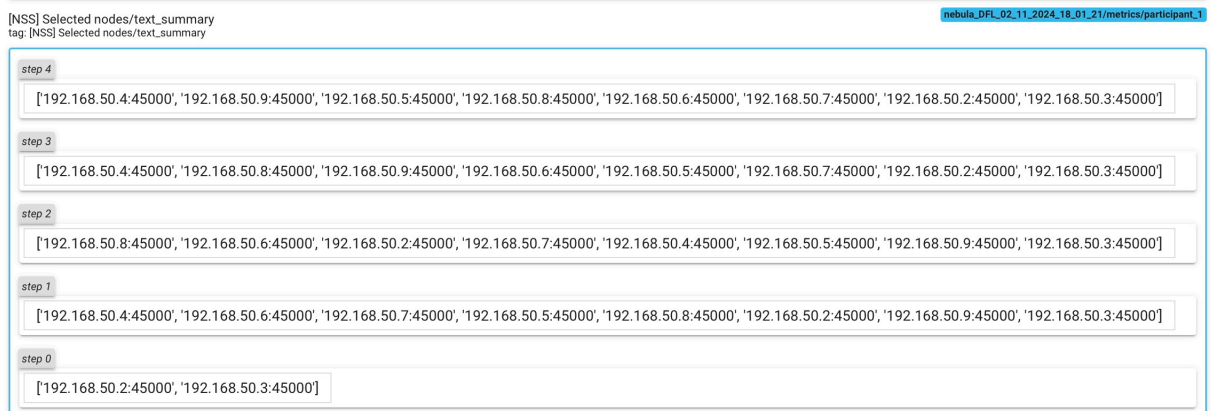 [NSS] Selected nodes/text_summary
nebula_DFL_02_11_2024_18_01_21/metrics/participant_1
tag: [NSS] Selected nodes/text_summary
step 4
['192.168.50.4:45000', '192.168.50.9:45000', '192.168.50.5:45000', '192.168.50.8:45000', '192.168.50.6:45000', '192.168.50.7:45000', '192.168.50.2:45000', '192.168.50.3:45000']
step 3
['192.168.50.4:45000', '192.168.50.8:45000', '192.168.50.9:45000', '192.168.50.6:45000', '192.168.50.5:45000', '192.168.50.7:45000', '192.168.50.2:45000', '192.168.50.3:45000']
step 2
['192.168.50.8:45000', '192.168.50.6:45000', '192.168.50.2:45000', '192.168.50.7:45000', '192.168.50.4:45000', '192.168.50.5:45000', '192.168.50.9:45000', '192.168.50.3:45000']
step 1
['192.168.50.4:45000', '192.168.50.6:45000', '192.168.50.7:45000', '192.168.50.5:45000', '192.168.50.8:45000', '192.168.50.2:45000', '192.168.50.9:45000', '192.168.50.3:45000']
step 0
['192.168.50.2:45000', '192.168.50.3:45000']